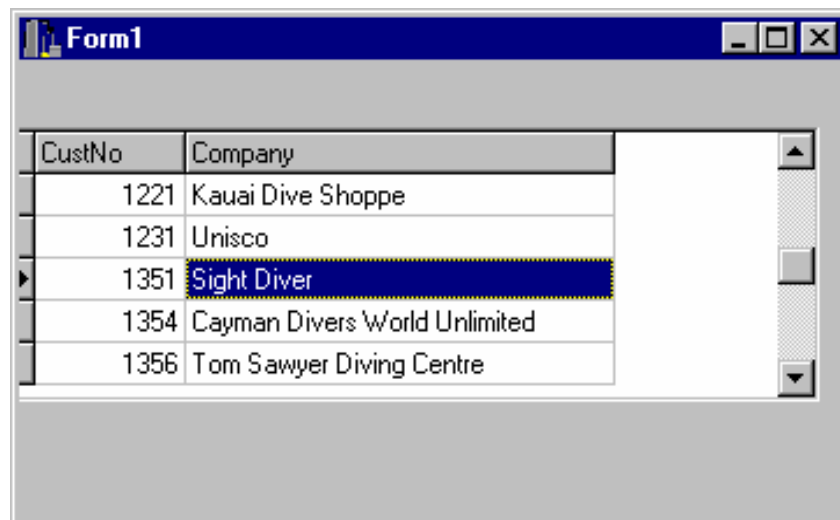 Form1
CustNo Company
1221 Kauai Dive Shoppe
1231 Unisco
1351 Sight Diver
1354 Cayman Divers World Unlimited
1356 Tom Sawyer Diving Centre